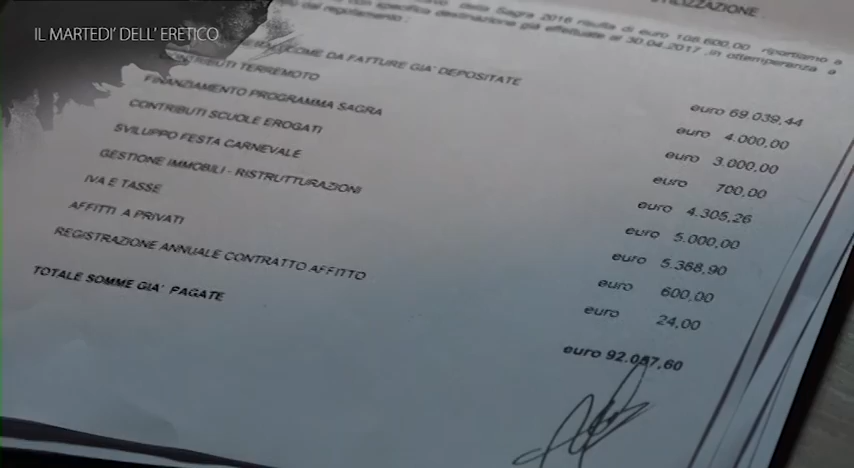 IL MARTEDI' DELL' ERETICO
UTILIZZAZIONE
della Sagra 2016 risulta di euro 108.600,00 riportiamo a
con specifica destinazione già effettuate al 30.04.2017 ,in ottemperanza a
del regolamento :
COME DA FATTURE GIA' DEPOSITATE euro 69.039,44
CONTRIBUTI TERREMOTO euro 4.000,00
FINANZIAMENTO PROGRAMMA SAGRA euro 3.000,00
CONTRIBUTI SCUOLE EROGATI euro 700,00
SVILUPPO FESTA CARNEVALE euro 4.305,26
GESTIONE IMMOBILI - RISTRUTTURAZIONI euro 5.000,00
IVA E TASSE euro 5.368,90
AFFITTI A PRIVATI euro 600,00
REGISTRAZIONE ANNUALE CONTRATTO AFFITTO euro 24,00
TOTALE SOMME GIA' PAGATE euro 92.037,60